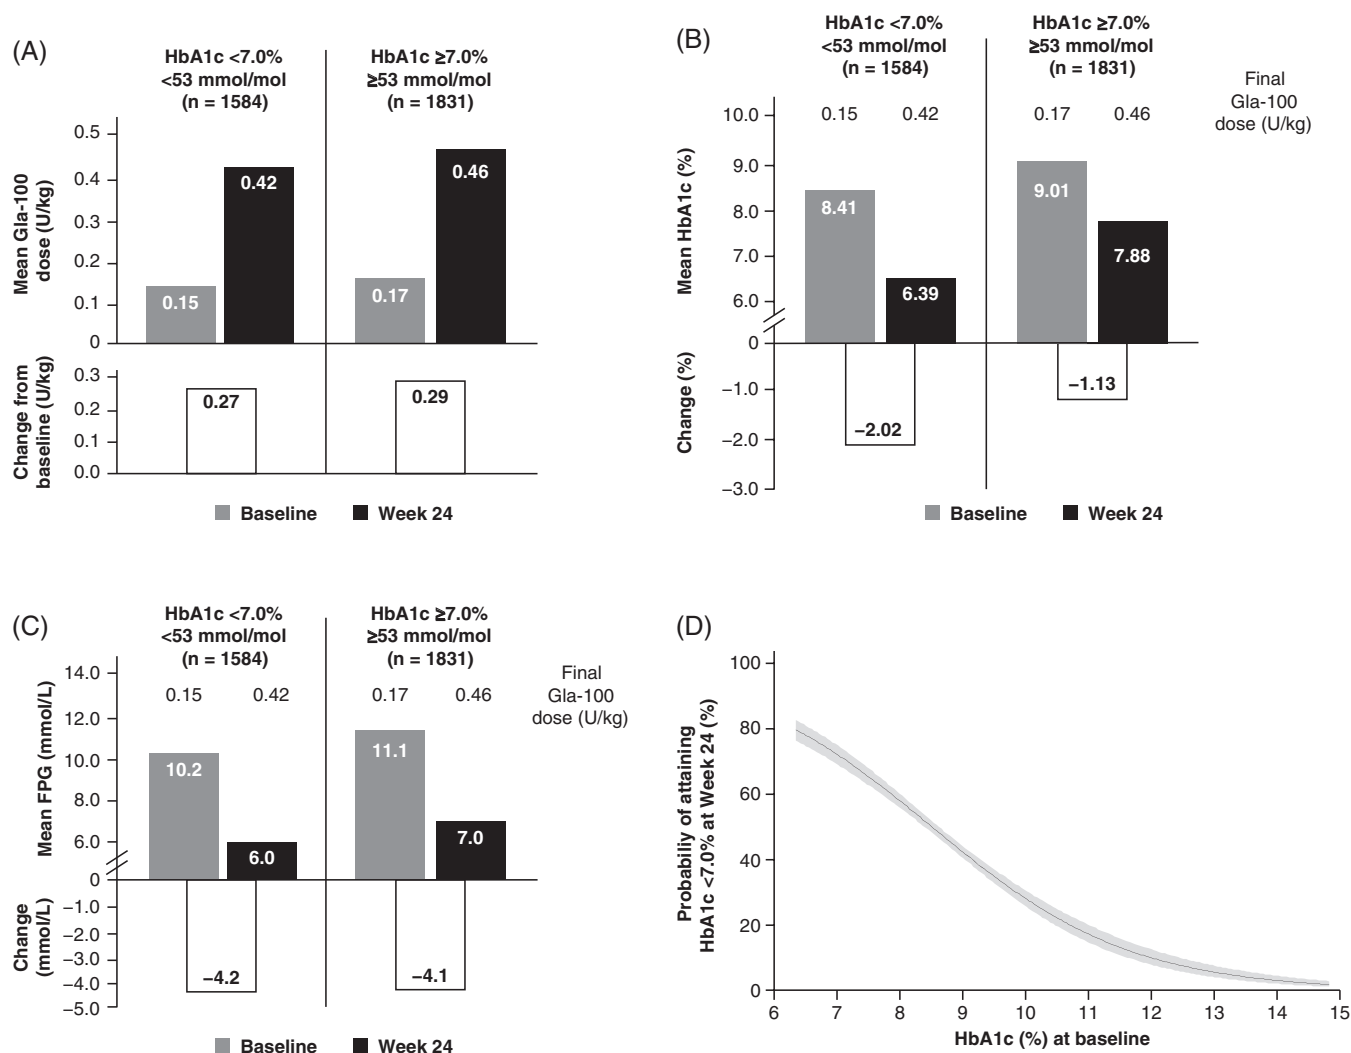 (A)
HbA1c <7.0%
<53 mmol/mol
(n = 1584)
HbA1c ≥7.0%
≥53 mmol/mol
(n = 1831)
Mean Gla-100
dose (U/kg)
0.5
0.4
0.3
0.2
0.1
0
0.15
0.42
0.17
0.46
Change from
baseline (U/kg)
0.3
0.2
0.1
0.0
0.27
0.29
Baseline
Week 24
(B)
HbA1c <7.0%
<53 mmol/mol
(n = 1584)
HbA1c ≥7.0%
≥53 mmol/mol
(n = 1831)
Final
Gla-100
dose (U/kg)
0.15
0.42
0.17
0.46
Mean HbA1c (%)
10.0
9.0
8.0
7.0
6.0
0
8.41
6.39
9.01
7.88
Change (%)
−1.0
−2.0
−3.0
−2.02
−1.13
Baseline
Week 24
(C)
HbA1c <7.0%
<53 mmol/mol
(n = 1584)
HbA1c ≥7.0%
≥53 mmol/mol
(n = 1831)
Final
Gla-100
dose (U/kg)
0.15
0.42
0.17
0.46
Mean FPG (mmol/L)
14.0
12.0
10.0
8.0
6.0
0
10.2
6.0
11.1
7.0
Change
(mmol/L)
−1.0
−2.0
−3.0
−4.0
−5.0
−4.2
−4.1
Baseline
Week 24
(D)
Probabiliy of attaining
HbA1c <7.0% at Week 24 (%)
100
80
60
40
20
0
6 7 8 9 10 11 12 13 14 15
HbA1c (%) at baseline